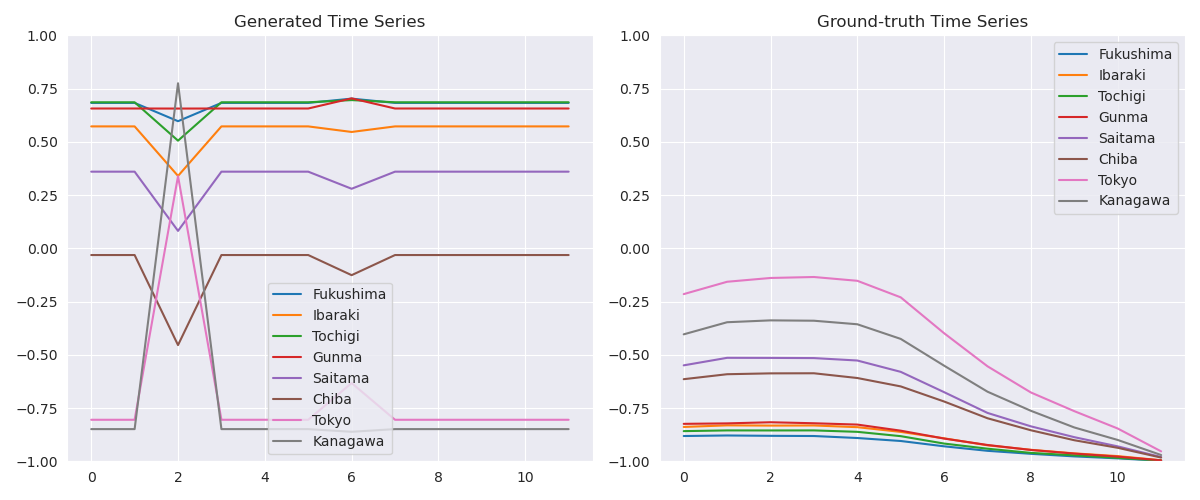 Generated Time Series
1.00
0.75
0.50
0.25
0.00
−0.25
−0.50
−0.75
−1.00
0 2 4 6 8 10
Fukushima
Ibaraki
Tochigi
Gunma
Saitama
Chiba
Tokyo
Kanagawa
Ground-truth Time Series
1.00
0.75
0.50
0.25
0.00
−0.25
−0.50
−0.75
−1.00
0 2 4 6 8 10
Fukushima
Ibaraki
Tochigi
Gunma
Saitama
Chiba
Tokyo
Kanagawa